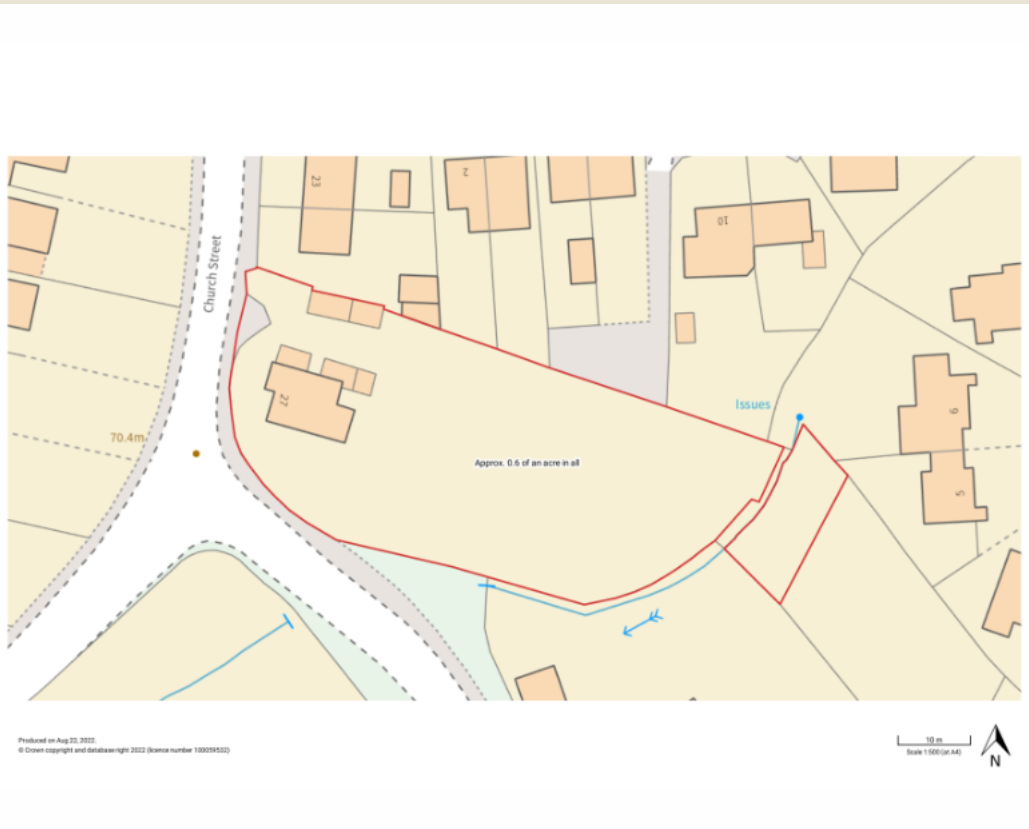 23
2
10
Church Street
Issues
27
9
70.4m
Approx. 0.6 of an acre in all
5
Produced on Aug 22, 2022.
© Crown copyright and database right 2022 (licence number 100059532)
10 m
Scale 1:500 (at A4)
N